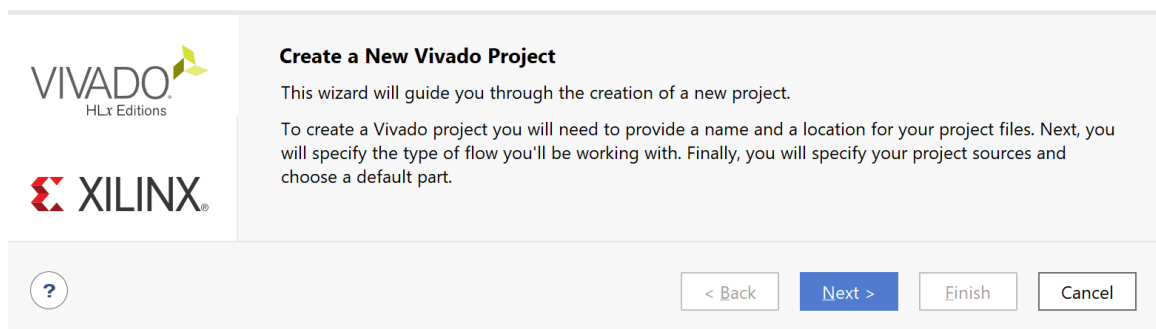 VIVADO.
HLx Editions
XILINX®
Create a New Vivado Project
This wizard will guide you through the creation of a new project.
To create a Vivado project you will need to provide a name and a location for your project files. Next, you
will specify the type of flow you'll be working with. Finally, you will specify your project sources and
choose a default part.
?
< Back
Next >
Finish
Cancel